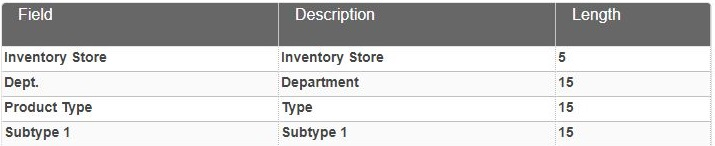 Field Description Length
Inventory Store Inventory Store 5
Dept. Department 15
Product Type Type 15
Subtype 1 Subtype 1 15